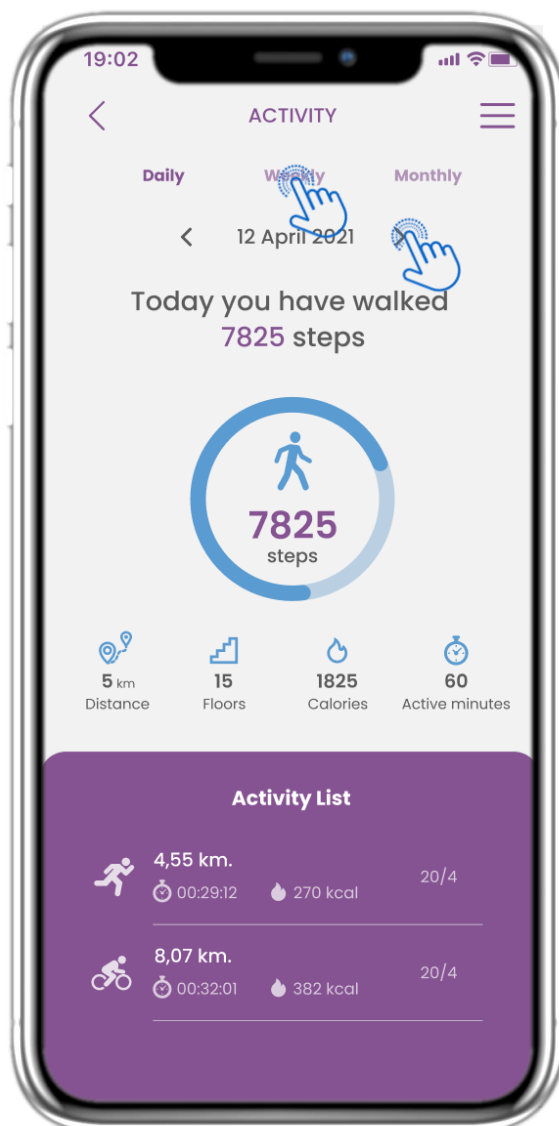 19:02
ACTIVITY
Daily Weekly Monthly
12 April 2021
Today you have walked
7825 steps
7825
steps
5 km 15 1825 60
Distance Floors Calories Active minutes
Activity List
4,55 km.
00:29:12 270 kcal 20/4
8,07 km.
00:32:01 382 kcal 20/4